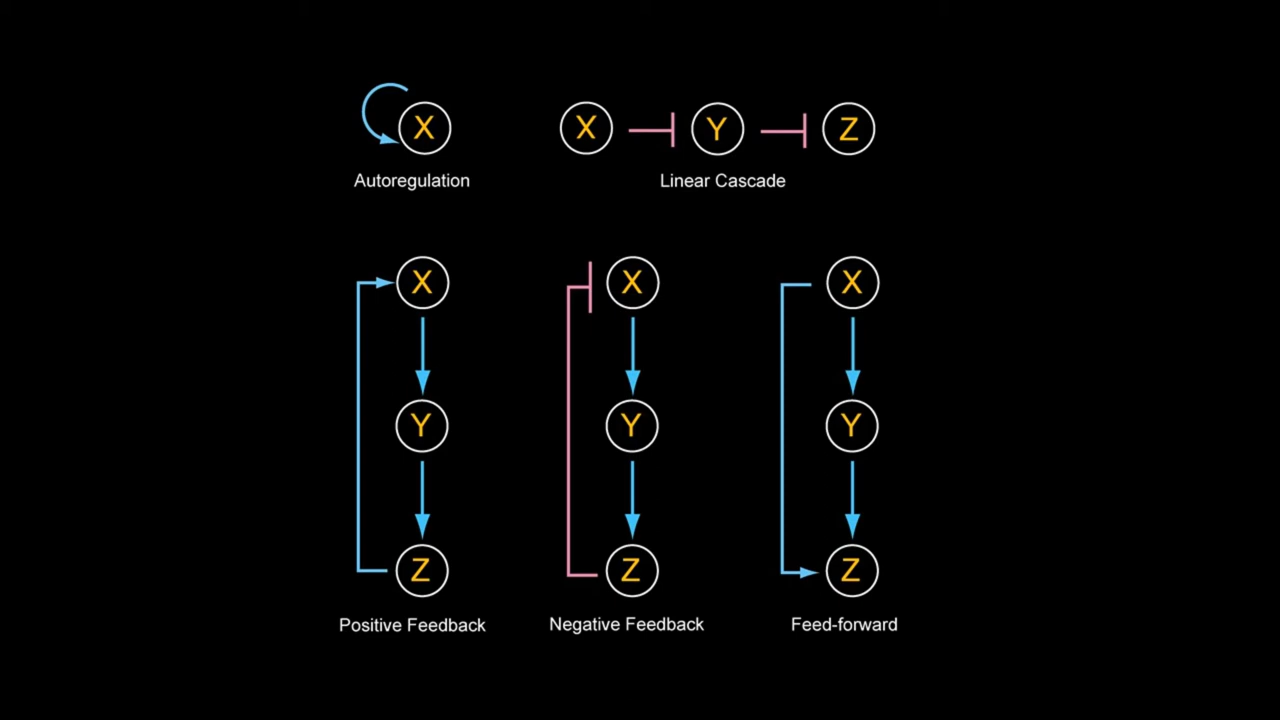 X
X Y Z
Autoregulation
Linear Cascade
X
Y
Z
Positive Feedback
X
Y
Z
Negative Feedback
X
Y
Z
Feed-forward